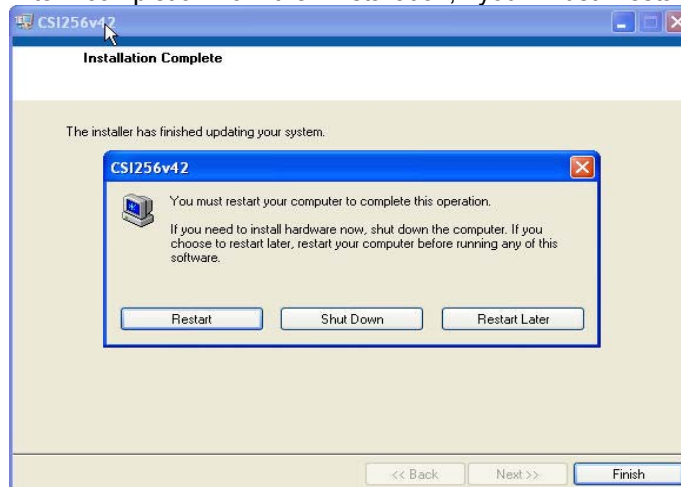 CSI256v42
Installation Complete
The installer has finished updating your system.
CSI256v42
You must restart your computer to complete this operation.
If you need to install hardware now, shut down the computer. If you
choose to restart later, restart your computer before running any of this
software.
Restart
Shut Down
Restart Later
<< Back
Next >>
Finish